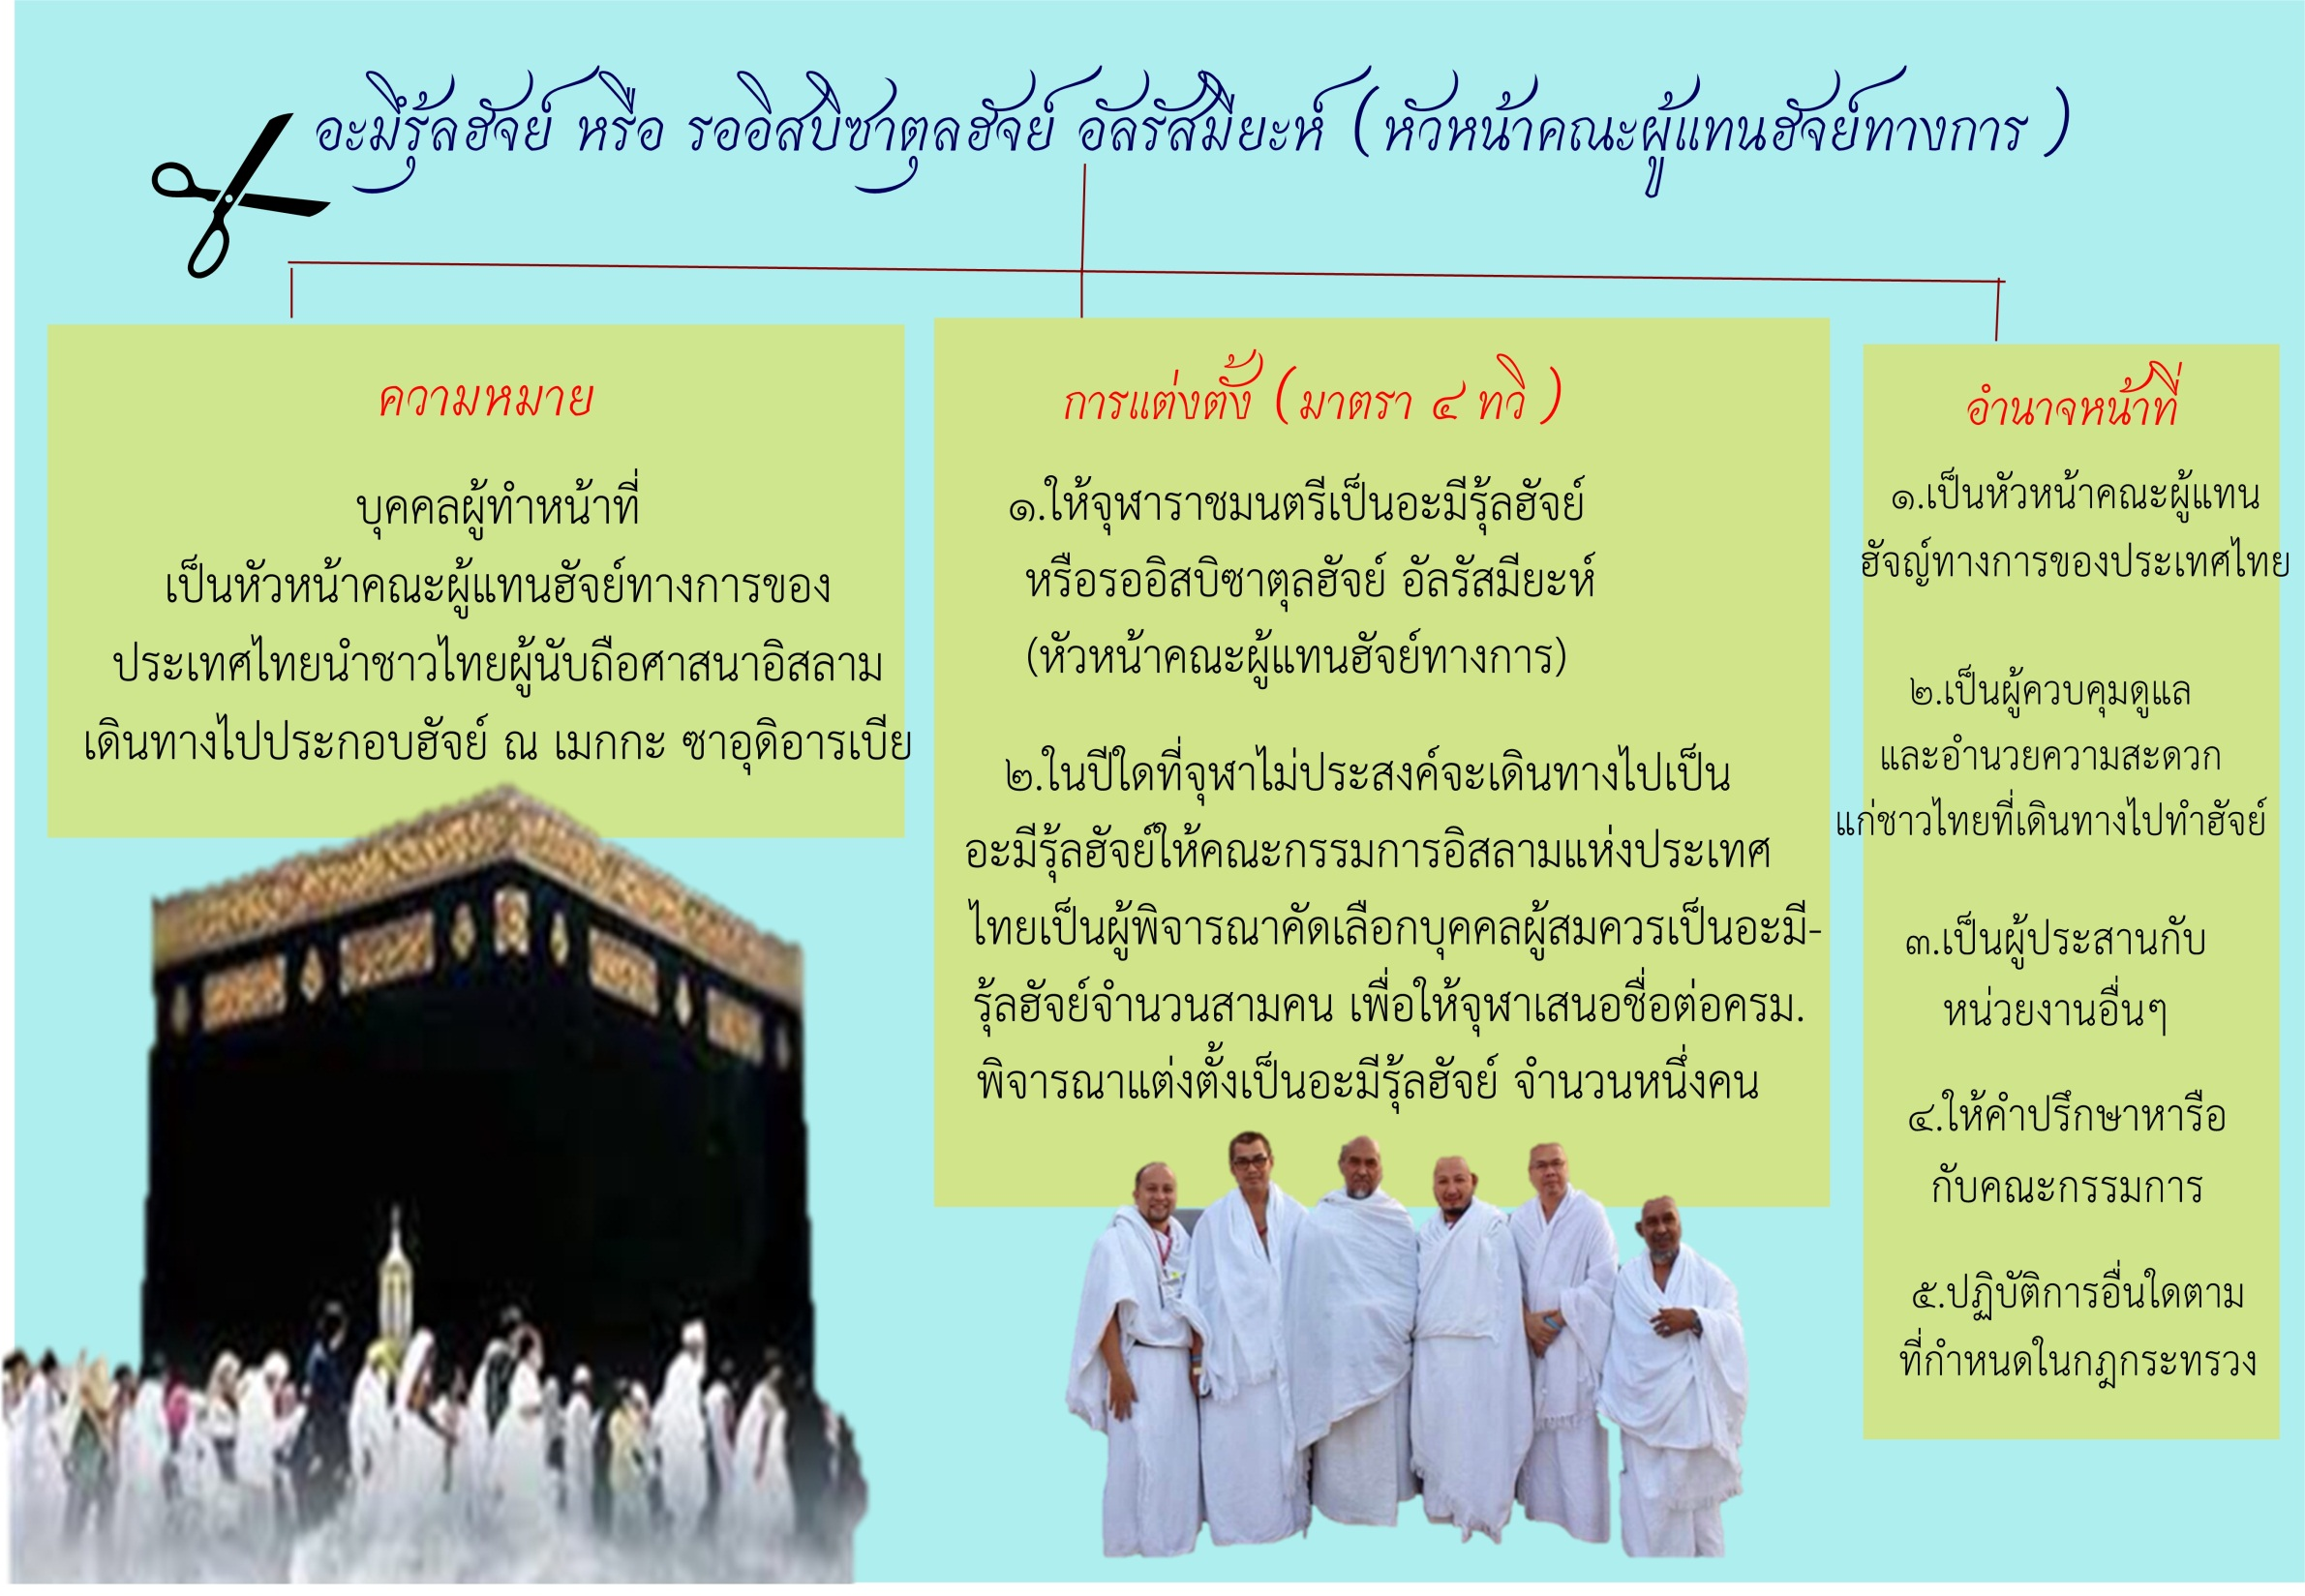 อะมีรุ้ลฮัจย์ หรือ รออิสบิซาตุลฮัจย์ อัลรัสมียะห์ ( หัวหน้าคณะผู้แทนฮัจย์ทางการ )
ความหมาย
บุคคลผู้ทำหน้าที่
เป็นหัวหน้าคณะผู้แทนฮัจย์ทางการของ
ประเทศไทยนำชาวไทยผู้นับถือศาสนาอิสลาม
เดินทางไปประกอบฮัจย์ ณ เมกกะ ซาอุดิอารเบีย
การแต่งตั้ง ( มาตรา ๔ ทวิ )
๑.ให้จุฬาราชมนตรีเป็นอะมีรุ้ลฮัจย์
หรือรออิสบิซาตุลฮัจย์ อัลรัสมียะห์
(หัวหน้าคณะผู้แทนฮัจย์ทางการ)
๒.ในปีใดที่จุฬาไม่ประสงค์จะเดินทางไปเป็น
อะมีรุ้ลฮัจย์ให้คณะกรรมการอิสลามแห่งประเทศ
ไทยเป็นผู้พิจารณาคัดเลือกบุคคลผู้สมควรเป็นอะมี-
รุ้ลฮัจย์จำนวนสามคน เพื่อให้จุฬาเสนอชื่อต่อครม.
พิจารณาแต่งตั้งเป็นอะมีรุ้ลฮัจย์ จำนวนหนึ่งคน
อำนาจหน้าที่
๑.เป็นหัวหน้าคณะผู้แทน
ฮัจญ์ทางการของประเทศไทย
๒.เป็นผู้ควบคุมดูแล
และอำนวยความสะดวก
แก่ชาวไทยที่เดินทางไปทำฮัจย์
๓.เป็นผู้ประสานกับ
หน่วยงานอื่นๆ
๔.ให้คำปรึกษาหารือ
กับคณะกรรมการ
๕.ปฏิบัติการอื่นใดตาม
ที่กำหนดในกฎกระทรวง